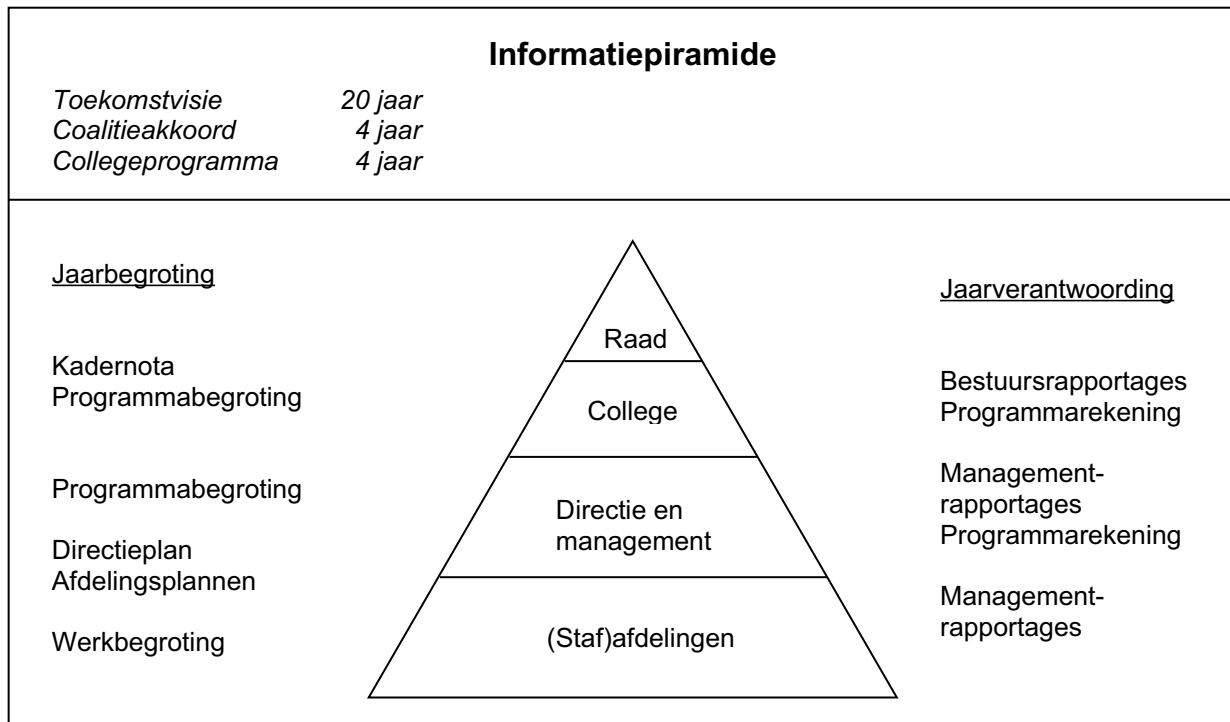 Informatiepiramide
Toekomstvisie 20 jaar
Coalitieakkoord 4 jaar
Collegeprogramma 4 jaar
Jaarbegroting
Kadernota
Programmabegroting
Programmabegroting
Directieplan
Afdelingsplannen
Werkbegroting
Raad
College
Directie en
management
(Staf)afdelingen
Jaarverantwoording
Bestuursrapportages
Programmarekening
Management-
rapportages
Programmarekening
Management-
rapportages